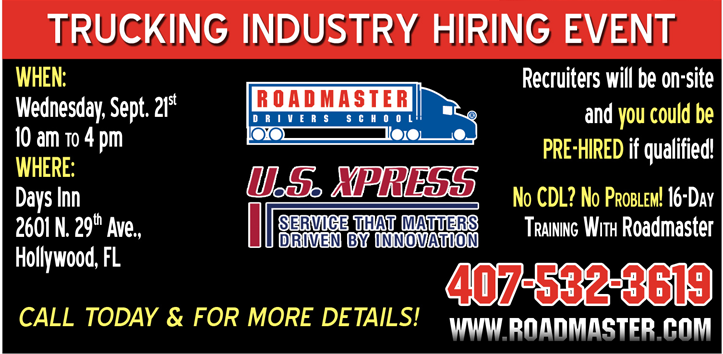 TRUCKING INDUSTRY HIRING EVENT
WHEN:
Wednesday, Sept. 21st
10 am TO 4 pm
WHERE:
Days Inn
2601 N. 29th Ave.,
Hollywood, FL
ROADMASTER
DRIVERS SCHOOL
®
U.S. XPRESS
SERVICE THAT MATTERS
DRIVEN BY INNOVATION
Recruiters will be on-site
and you could be
PRE-HIRED if qualified!
NO CDL? NO PROBLEM! 16-DAY
TRAINING WITH Roadmaster
407-532-3619
WWW.ROADMASTER.COM
CALL TODAY & FOR MORE DETAILS!